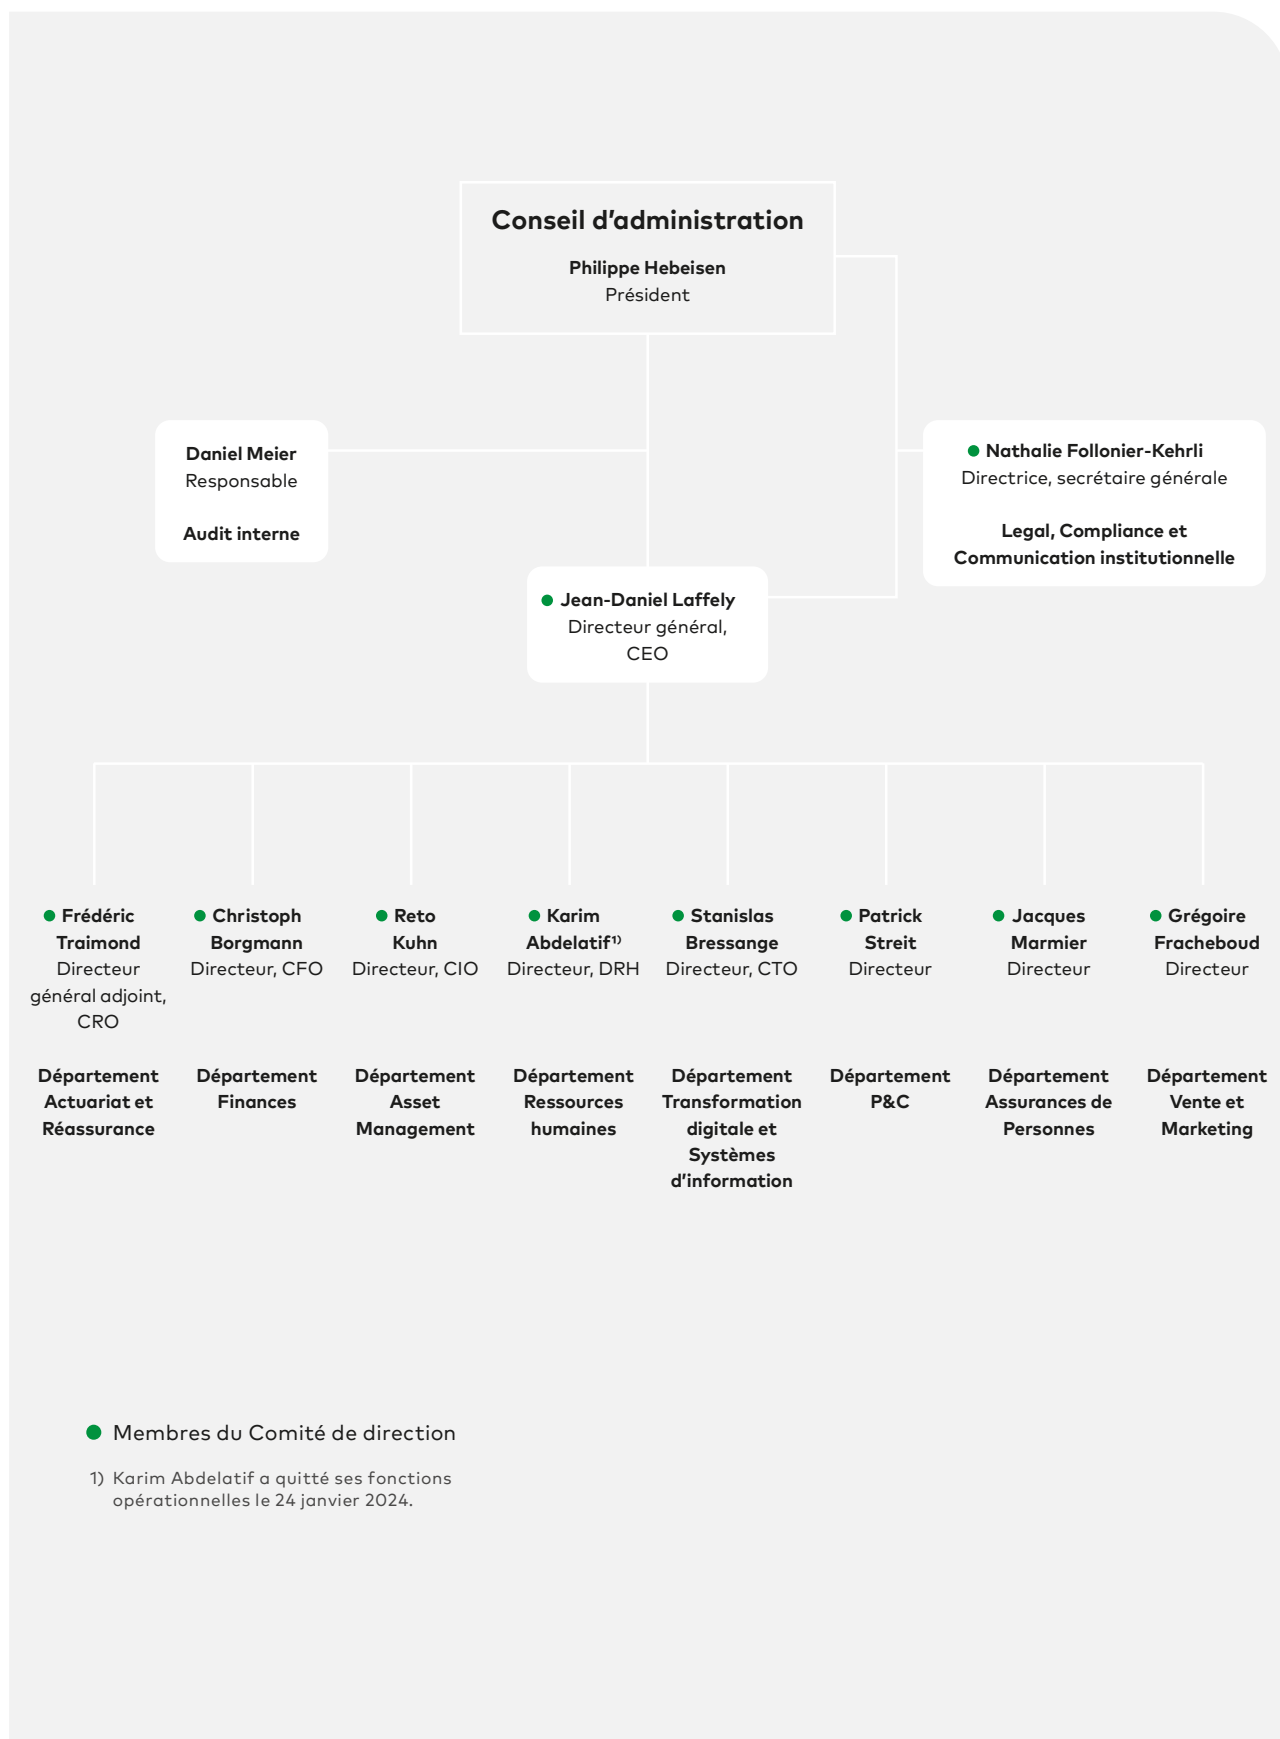 Conseil d’administration
Philippe Hebeisen
Président
Daniel Meier
Responsable
Audit interne
Nathalie Follonier-Kehrli
Directrice, secrétaire générale
Legal, Compliance et
Communication institutionnelle
Jean-Daniel Laffely
Directeur général,
CEO
Frédéric
Traimond
Directeur
général adjoint,
CRO
Département
Actuariat et
Réassurance
Christoph
Borgmann
Directeur, CFO
Département
Finances
Reto
Kuhn
Directeur, CIO
Département
Asset
Management
Karim
Abdelatif¹⁾
Directeur, DRH
Département
Ressources
humaines
Stanislas
Bressange
Directeur, CTO
Département
Transformation
digitale et
Systèmes
d’information
Patrick
Streit
Directeur
Département
P&C
Jacques
Marmier
Directeur
Département
Assurances de
Personnes
Grégoire
Fracheboud
Directeur
Département
Vente et
Marketing
Membres du Comité de direction
1) Karim Abdelatif a quitté ses fonctions
opérationnelles le 24 janvier 2024.